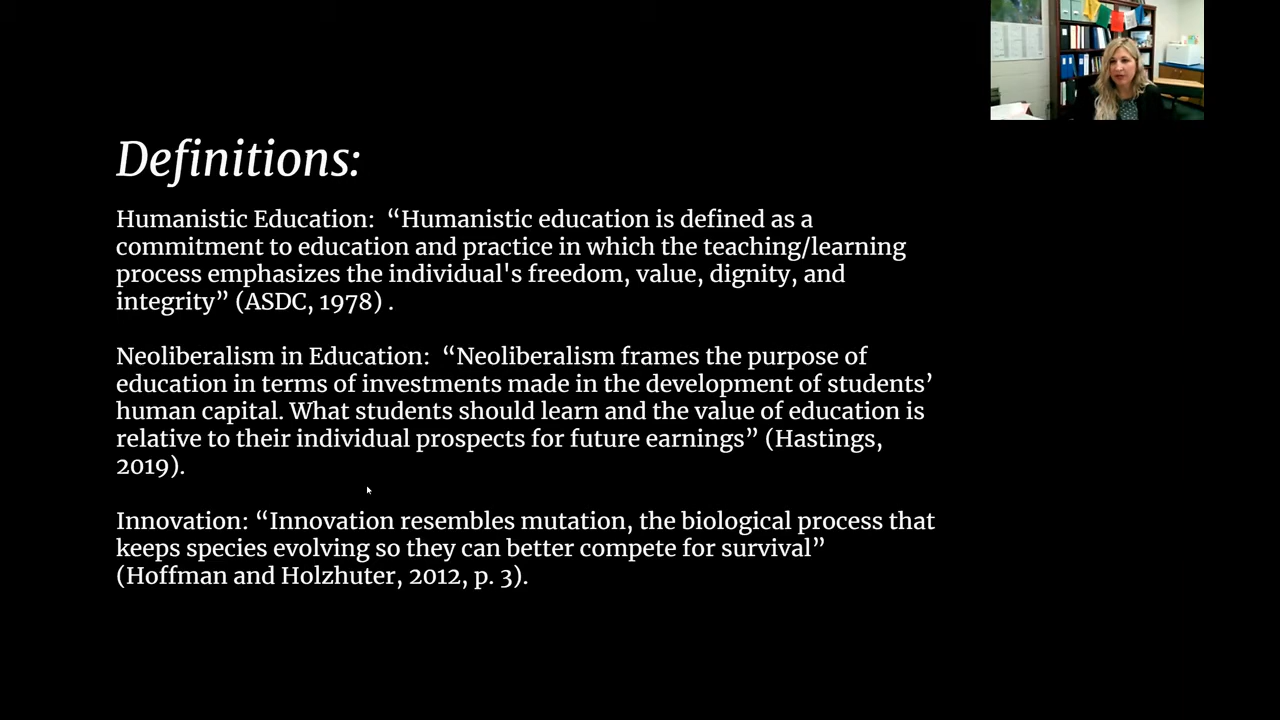 Definitions:
Humanistic Education:  “Humanistic education is defined as a
commitment to education and practice in which the teaching/learning
process emphasizes the individual's freedom, value, dignity, and
integrity” (ASDC, 1978) .
Neoliberalism in Education:  “Neoliberalism frames the purpose of
education in terms of investments made in the development of students’
human capital. What students should learn and the value of education is
relative to their individual prospects for future earnings” (Hastings,
2019).
Innovation: “Innovation resembles mutation, the biological process that
keeps species evolving so they can better compete for survival”
(Hoffman and Holzhuter, 2012, p. 3).